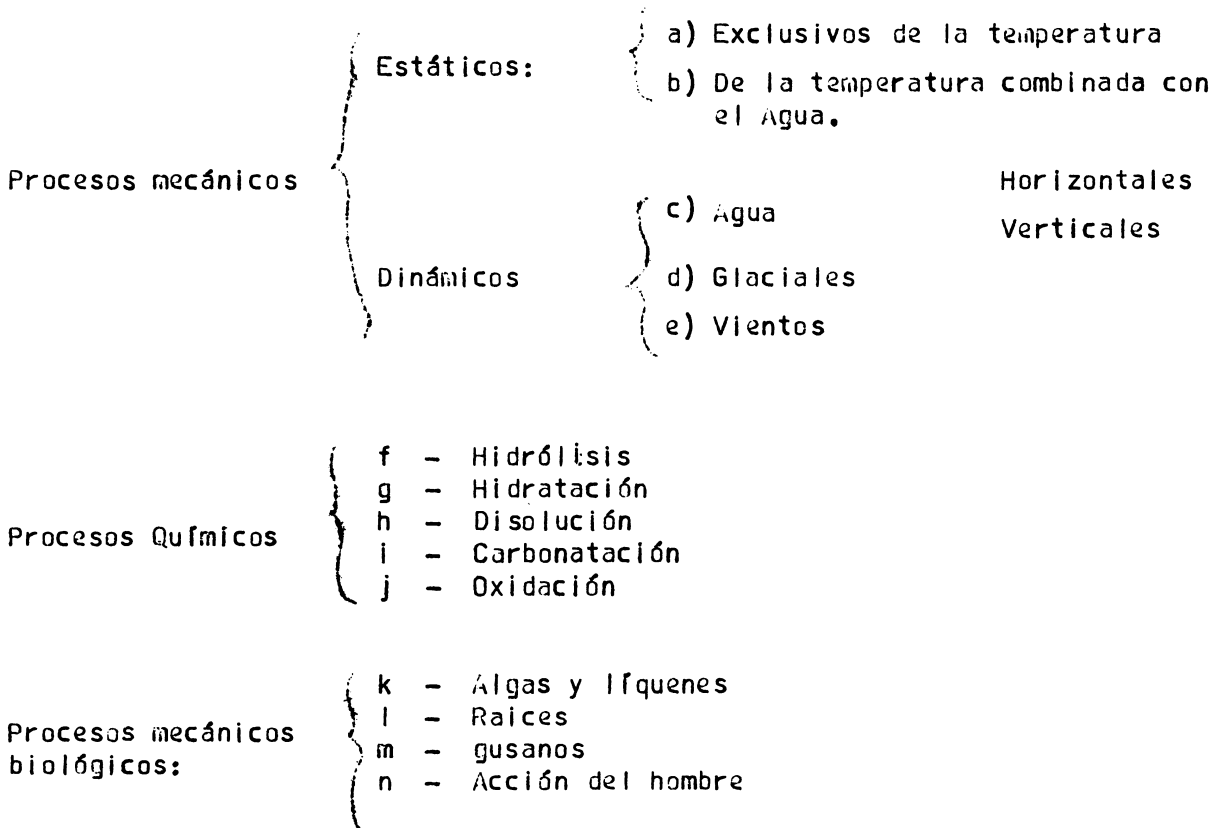 a) Exclusivos de la temperatura
Estáticos:
b) De la temperatura combinada con
el Agua.
Procesos mecánicos
Horizontales
c) Agua
Verticales
Dinámicos
d) Glaciales
e) Vientos
f - Hidrólisis
g - Hidratación
h - Disolución
Procesos Químicos
i - Carbonatación
j - Oxidación
k - Algas y líquenes
l - Raices
Procesos mecánicos
m - gusanos
biológicos:
n - Acción del hombre